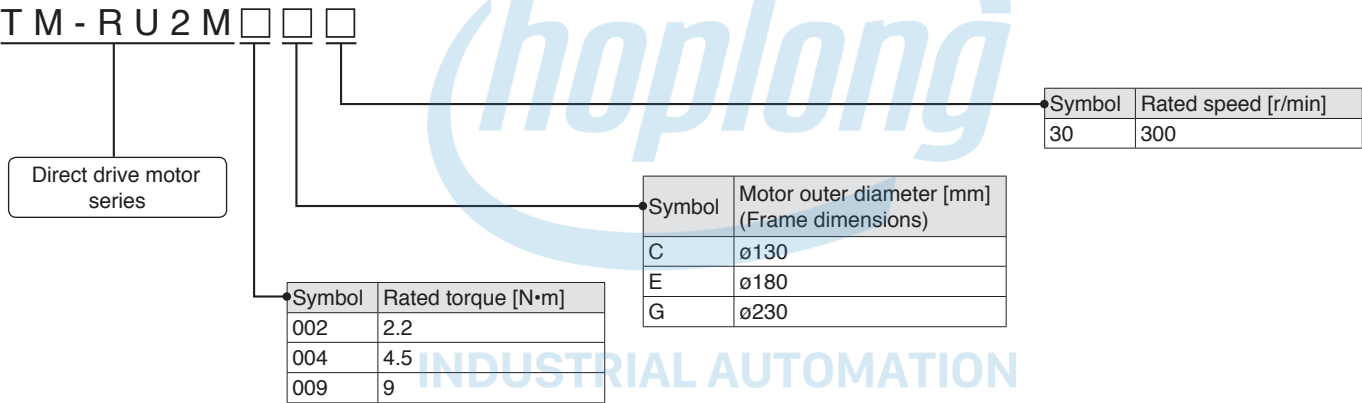 TM-RU2M□ □ □
Direct drive motor
series
Symbol Rated speed [r/min]
30 300
Symbol Motor outer diameter [mm]
(Frame dimensions)
C ø130
E ø180
G ø230
Symbol Rated torque [N•m]
002 2.2
004 4.5
009 9
hoplong
INDUSTRIAL AUTOMATION